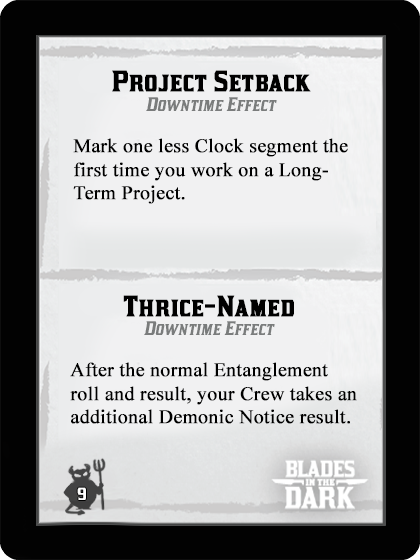 Project Setback
Downtime Effect
Mark one less Clock segment the
first time you work on a Long-
Term Project.
Thrice-Named
Downtime Effect
After the normal Entanglement
roll and result, your Crew takes an
additional Demonic Notice result.
9
BLADES
IN THE
DARK